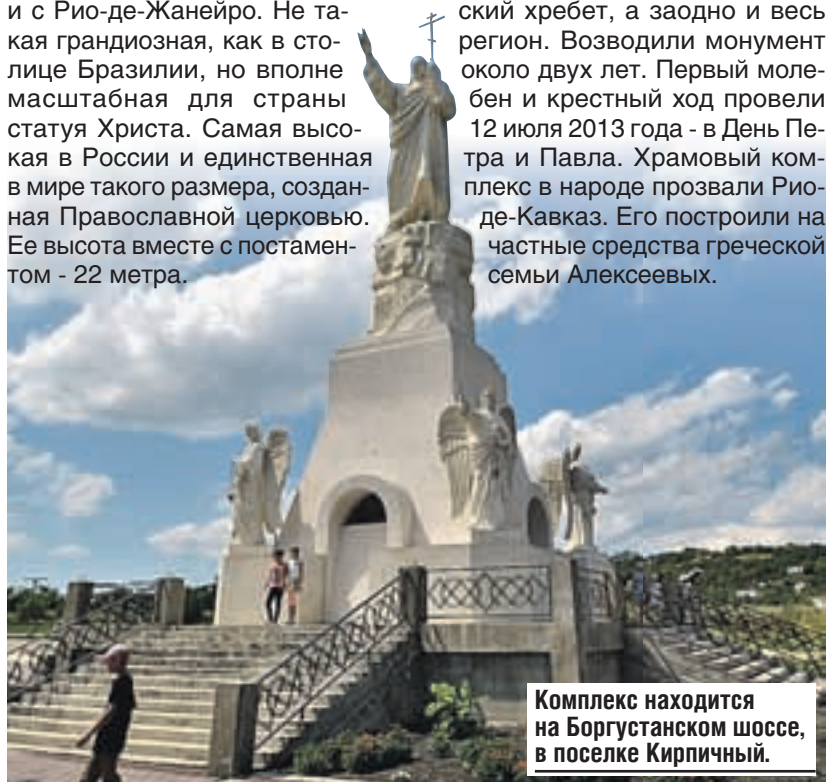 и с Рио-де-Жанейро. Не та-
кая грандиозная, как в сто-
лице Бразилии, но вполне
масштабная для страны
статуя Христа. Самая высо-
кая в России и единственная
в мире такого размера, создан-
ная Православной церковью.
Ее высота вместе с постамен-
том - 22 метра.
ский хребет, а заодно и весь
регион. Возводили монумент
около двух лет. Первый моле-
бен и крестный ход провели
12 июля 2013 года - в День Пе-
тра и Павла. Храмовый ком-
плекс в народе прозвали Рио-
де-Кавказ. Его построили на
частные средства греческой
семьи Алексеевых.
Комплекс находится
на Боргустанском шоссе,
в поселке Кирпичный.